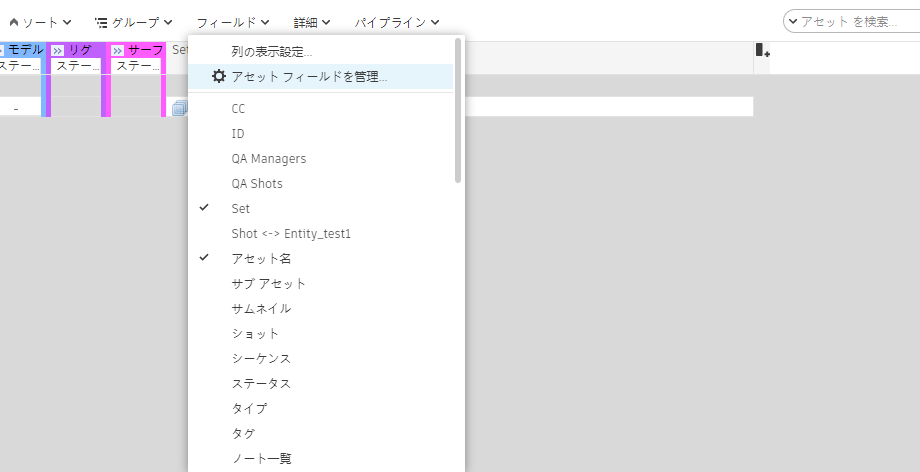 ソート グループ フィールド 詳細 パイプライン アセット を検索...
モデル リグ サーフ Set
ステー... ステー... ステー...
-
列の表示設定...
アセット フィールドを管理...
CC
ID
QA Managers
QA Shots
Set
Shot <-> Entity_test1
アセット名
サブ アセット
サムネイル
ショット
シーケンス
ステータス
タイプ
タグ
ノート一覧